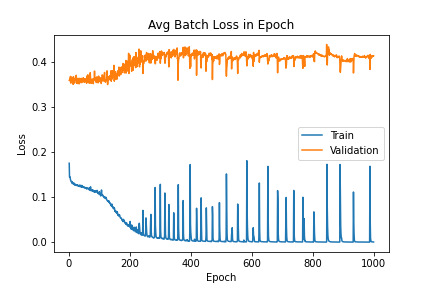 Avg Batch Loss in Epoch
0.4
0.3
0.2
0.1
0.0
Loss
Train
Validation
0 200 400 600 800 1000
Epoch